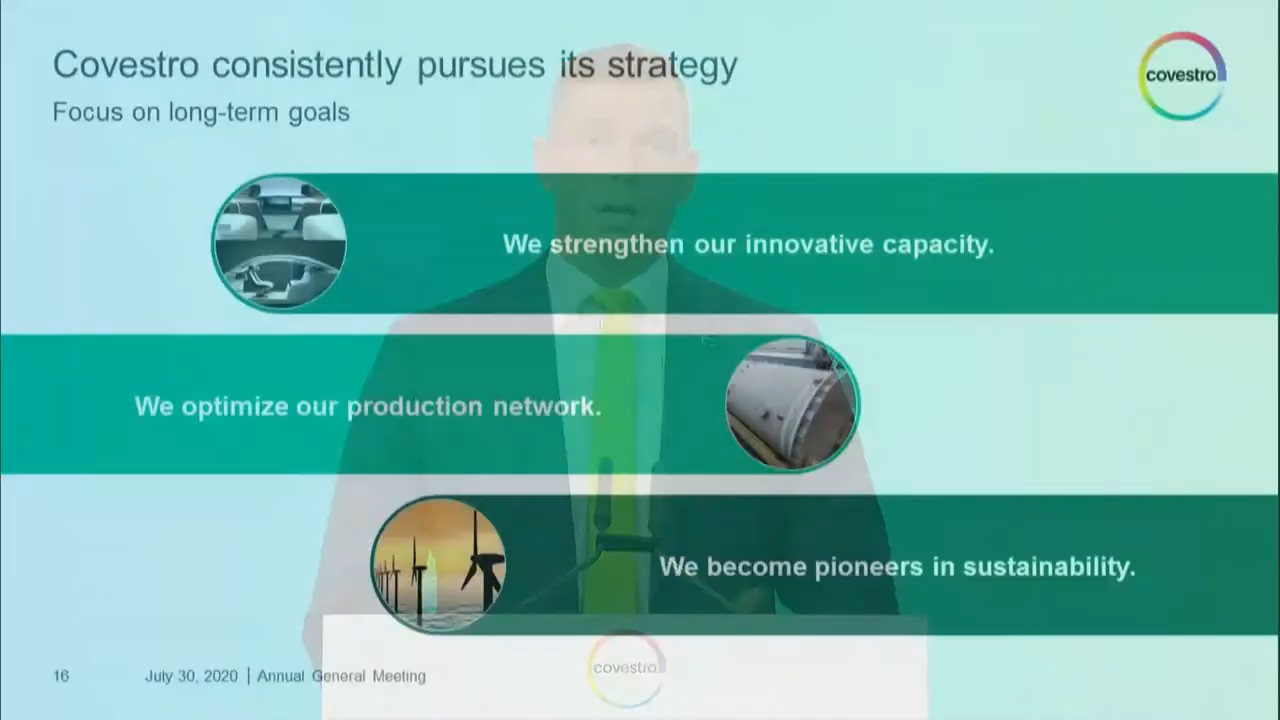 Covestro consistently pursues its strategy
Focus on long-term goals
covestro
We strengthen our innovative capacity.
We optimize our production network.
We become pioneers in sustainability.
covestro
16 July 30, 2020 | Annual General Meeting